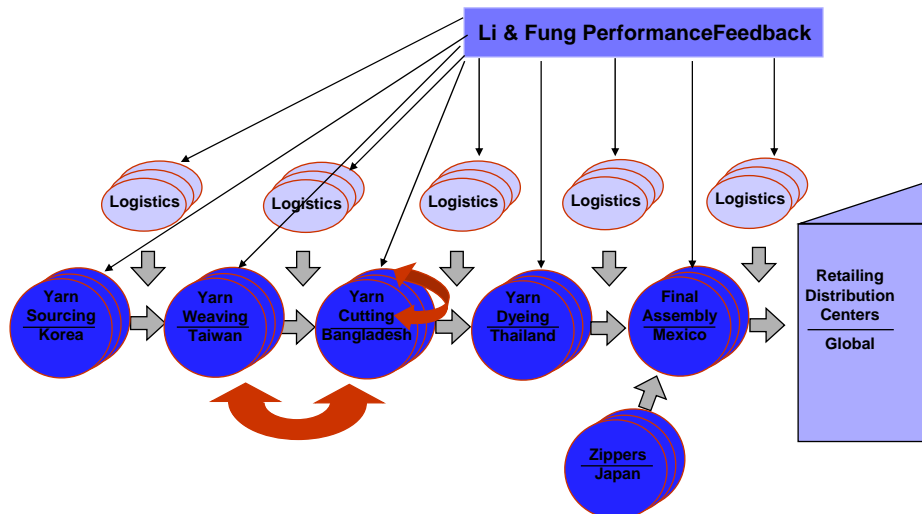 Li & Fung PerformanceFeedback
Logistics
Logistics
Logistics
Logistics
Logistics
Yarn
Sourcing
Korea
Yarn
Weaving
Taiwan
Yarn
Cutting
Bangladesh
Yarn
Dyeing
Thailand
Final
Assembly
Mexico
Retailing
Distribution
Centers
Global
Zippers
Japan